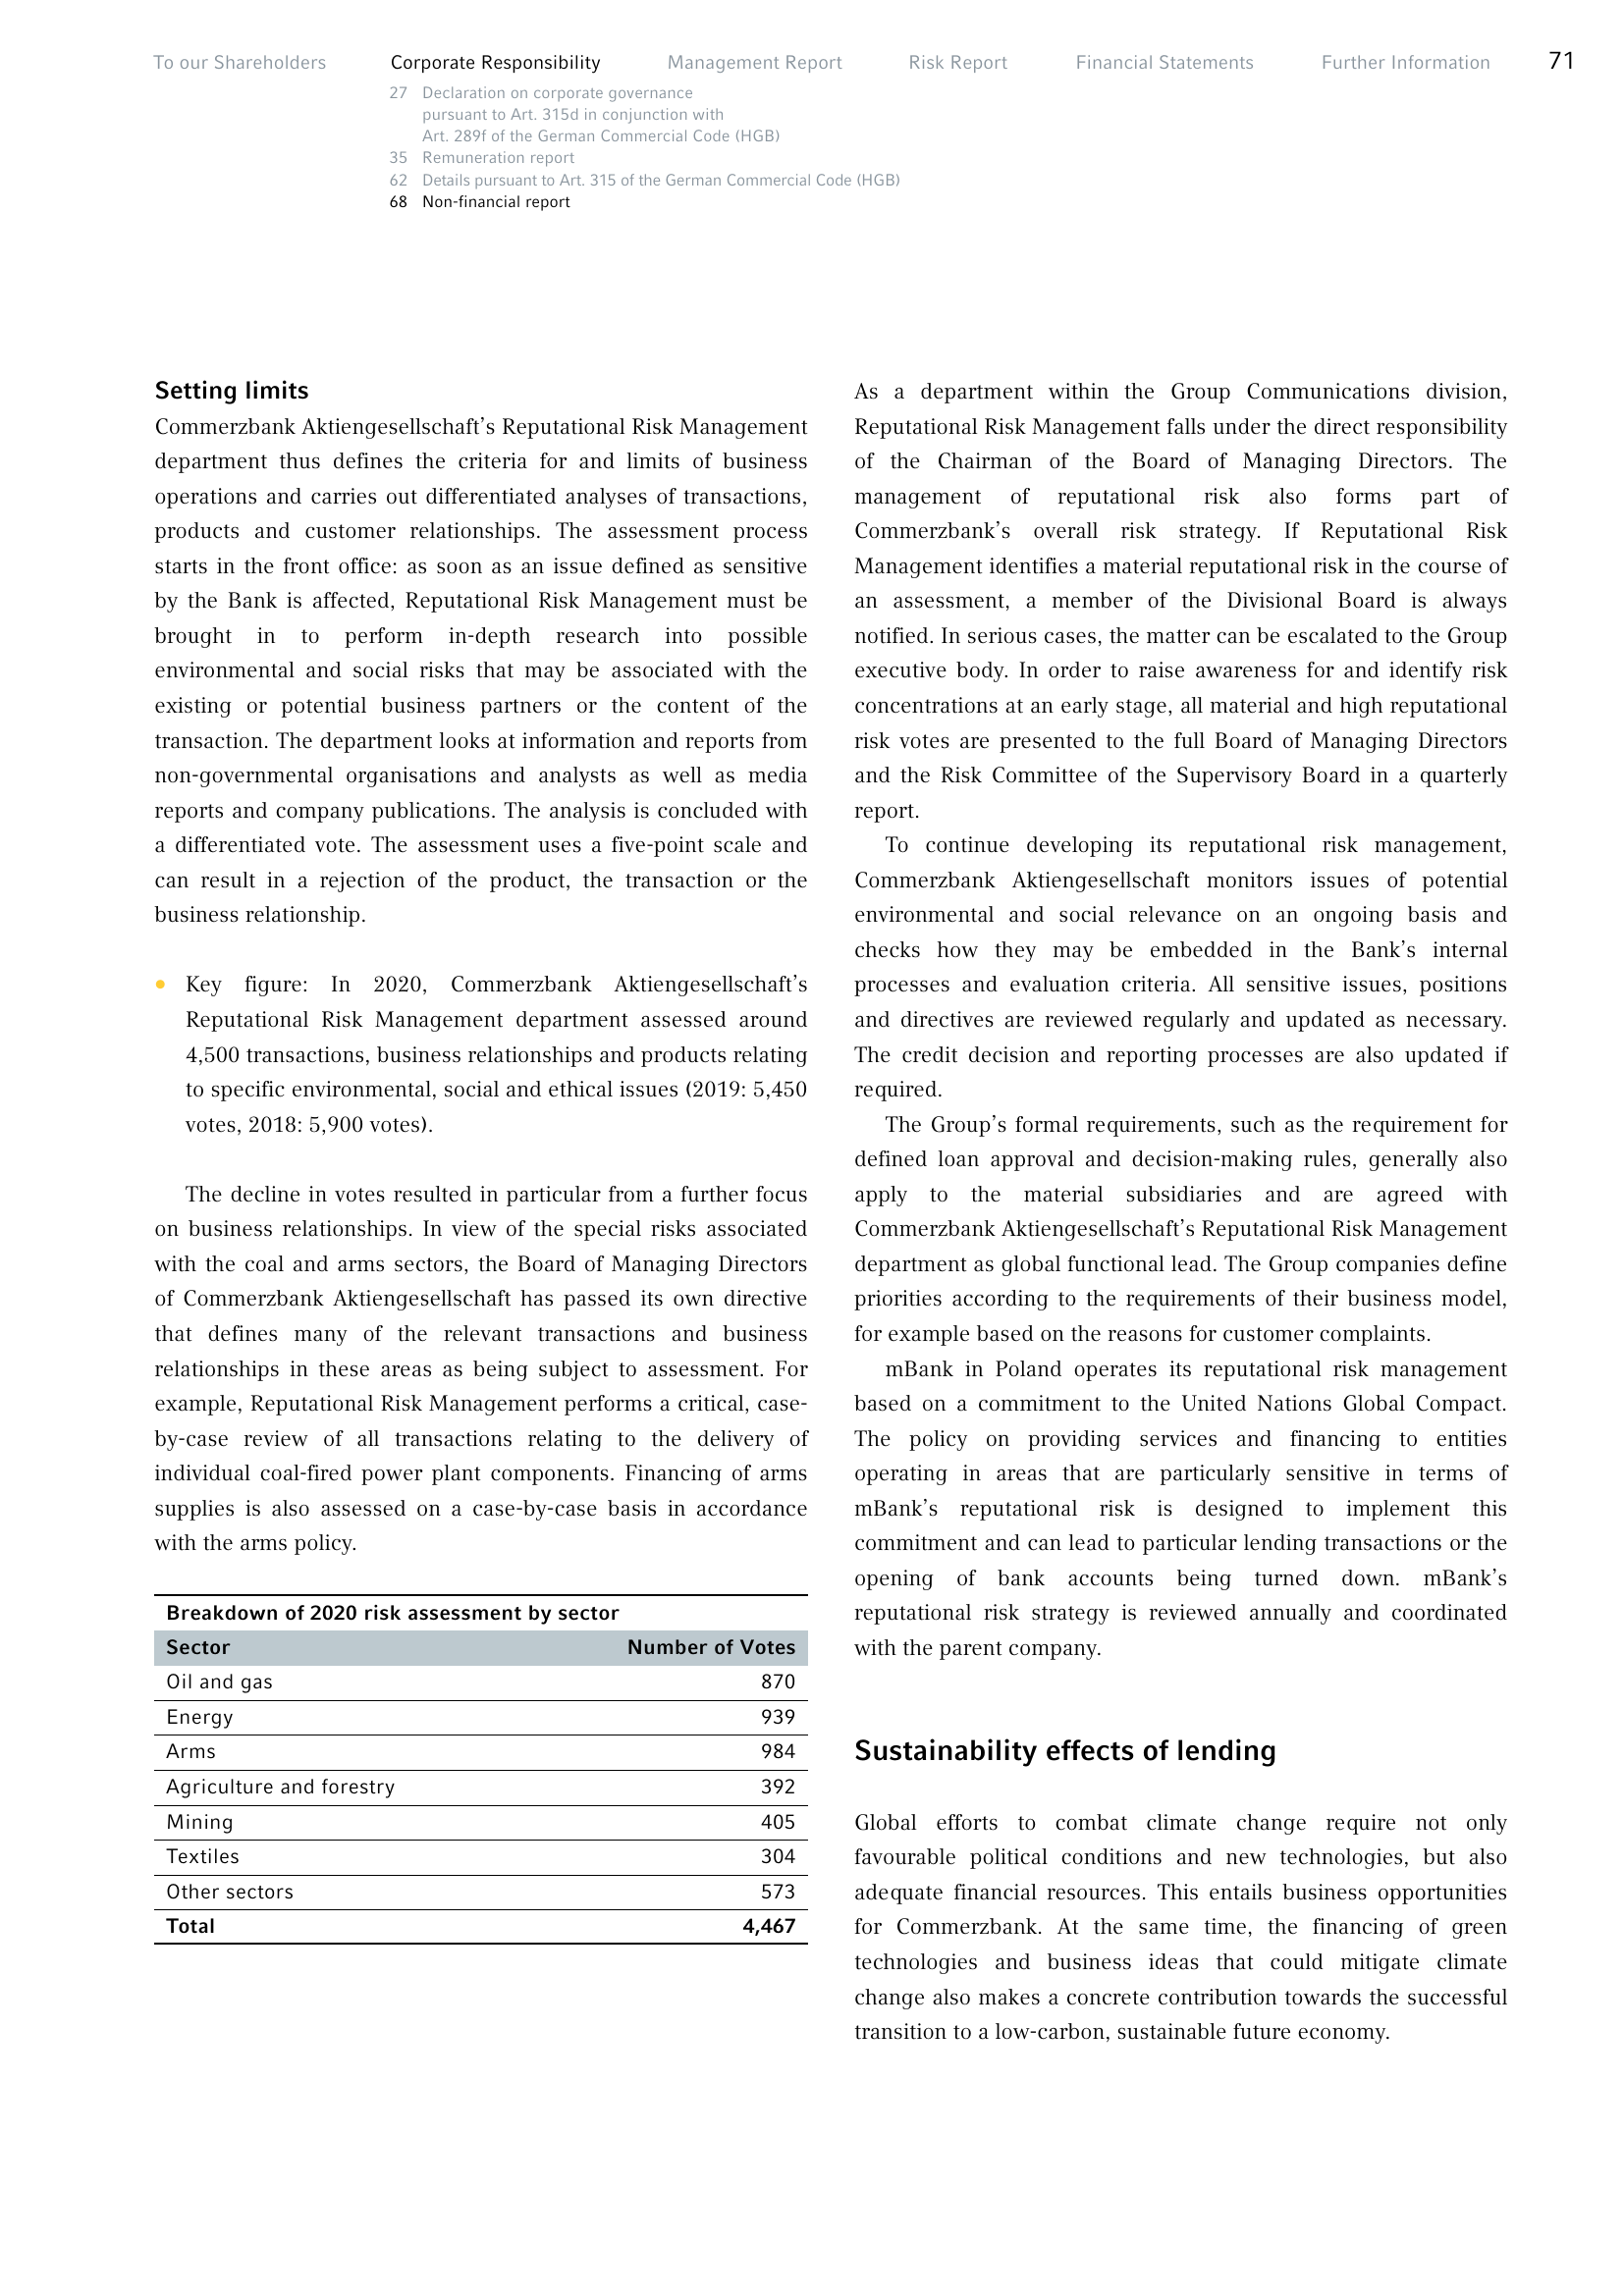 To our Shareholders Corporate Responsibility Management Report Risk Report Financial Statements Further Information 71
27 Declaration on corporate governance
pursuant to Art. 315d in conjunction with
Art. 289f of the German Commercial Code (HGB)
35 Remuneration report
62 Details pursuant to Art. 315 of the German Commercial Code (HGB)
68 Non-financial report
Setting limits
Commerzbank Aktiengesellschaft’s Reputational Risk Management
department thus defines the criteria for and limits of business
operations and carries out differentiated analyses of transactions,
products and customer relationships. The assessment process
starts in the front office: as soon as an issue defined as sensitive
by the Bank is affected, Reputational Risk Management must be
brought in to perform in-depth research into possible
environmental and social risks that may be associated with the
existing or potential business partners or the content of the
transaction. The department looks at information and reports from
non-governmental organisations and analysts as well as media
reports and company publications. The analysis is concluded with
a differentiated vote. The assessment uses a five-point scale and
can result in a rejection of the product, the transaction or the
business relationship.
• Key figure: In 2020, Commerzbank Aktiengesellschaft’s
Reputational Risk Management department assessed around
4,500 transactions, business relationships and products relating
to specific environmental, social and ethical issues (2019: 5,450
votes, 2018: 5,900 votes).
The decline in votes resulted in particular from a further focus
on business relationships. In view of the special risks associated
with the coal and arms sectors, the Board of Managing Directors
of Commerzbank Aktiengesellschaft has passed its own directive
that defines many of the relevant transactions and business
relationships in these areas as being subject to assessment. For
example, Reputational Risk Management performs a critical, case-
by-case review of all transactions relating to the delivery of
individual coal-fired power plant components. Financing of arms
supplies is also assessed on a case-by-case basis in accordance
with the arms policy.
Breakdown of 2020 risk assessment by sector
Sector Number of Votes
Oil and gas 870
Energy 939
Arms 984
Agriculture and forestry 392
Mining 405
Textiles 304
Other sectors 573
Total 4,467
As a department within the Group Communications division,
Reputational Risk Management falls under the direct responsibility
of the Chairman of the Board of Managing Directors. The
management of reputational risk also forms part of
Commerzbank’s overall risk strategy. If Reputational Risk
Management identifies a material reputational risk in the course of
an assessment, a member of the Divisional Board is always
notified. In serious cases, the matter can be escalated to the Group
executive body. In order to raise awareness for and identify risk
concentrations at an early stage, all material and high reputational
risk votes are presented to the full Board of Managing Directors
and the Risk Committee of the Supervisory Board in a quarterly
report.
To continue developing its reputational risk management,
Commerzbank Aktiengesellschaft monitors issues of potential
environmental and social relevance on an ongoing basis and
checks how they may be embedded in the Bank’s internal
processes and evaluation criteria. All sensitive issues, positions
and directives are reviewed regularly and updated as necessary.
The credit decision and reporting processes are also updated if
required.
The Group’s formal requirements, such as the requirement for
defined loan approval and decision-making rules, generally also
apply to the material subsidiaries and are agreed with
Commerzbank Aktiengesellschaft’s Reputational Risk Management
department as global functional lead. The Group companies define
priorities according to the requirements of their business model,
for example based on the reasons for customer complaints.
mBank in Poland operates its reputational risk management
based on a commitment to the United Nations Global Compact.
The policy on providing services and financing to entities
operating in areas that are particularly sensitive in terms of
mBank’s reputational risk is designed to implement this
commitment and can lead to particular lending transactions or the
opening of bank accounts being turned down. mBank’s
reputational risk strategy is reviewed annually and coordinated
with the parent company.
Sustainability effects of lending
Global efforts to combat climate change require not only
favourable political conditions and new technologies, but also
adequate financial resources. This entails business opportunities
for Commerzbank. At the same time, the financing of green
technologies and business ideas that could mitigate climate
change also makes a concrete contribution towards the successful
transition to a low-carbon, sustainable future economy.